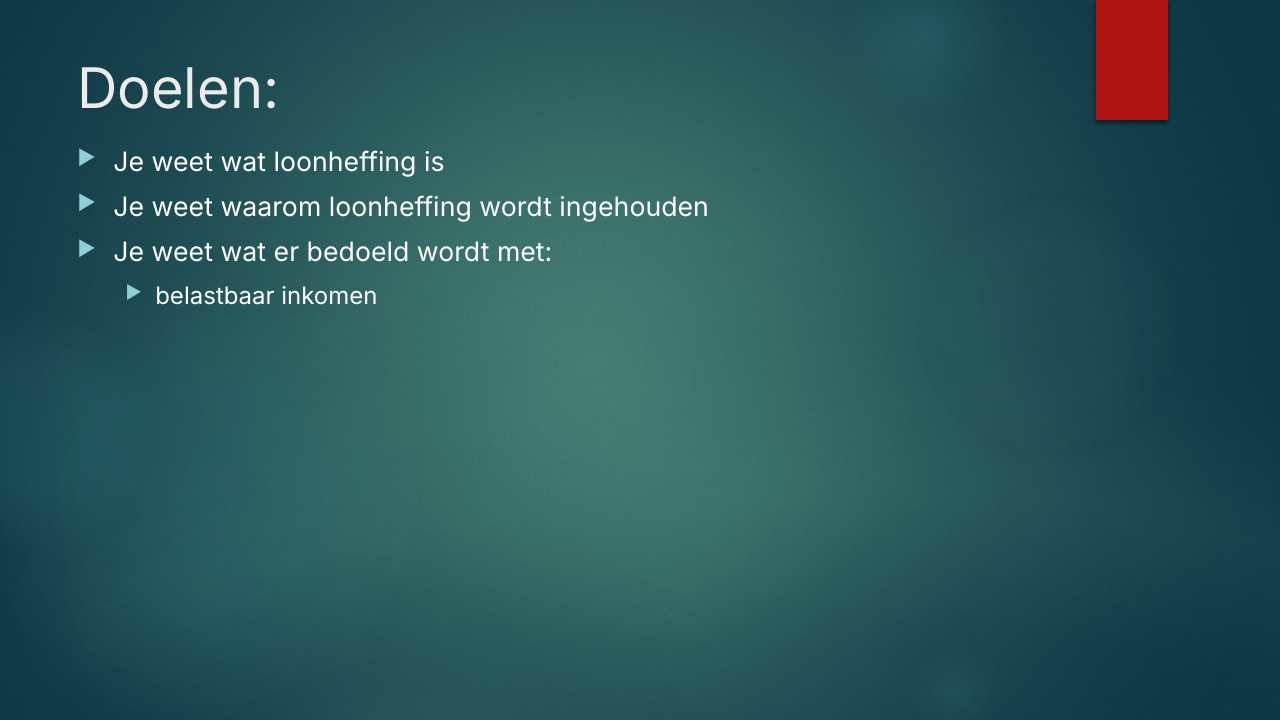 Doelen:
Je weet wat loonheffing is
Je weet waarom loonheffing wordt ingehouden
Je weet wat er bedoeld wordt met:
belastbaar inkomen